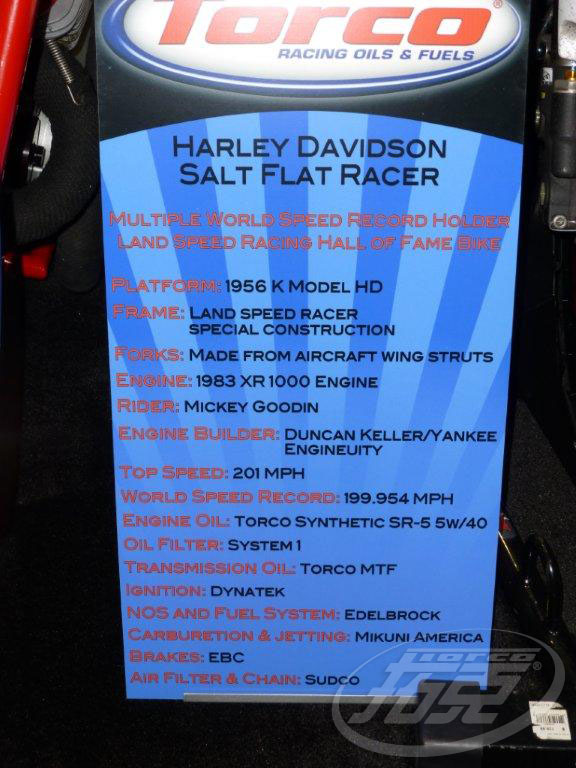 Torco®
RACING OILS & FUELS
HARLEY DAVIDSON
SALT FLAT RACER
MULTIPLE WORLD SPEED RECORD HOLDER
LAND SPEED RACING HALL OF FAME BIKE
PLATFORM: 1956 K MODEL HD
FRAME: LAND SPEED RACER
SPECIAL CONSTRUCTION
FORKS: MADE FROM AIRCRAFT WING STRUTS
ENGINE: 1983 XR 1000 ENGINE
RIDER: MICKEY GOODIN
ENGINE BUILDER: DUNCAN KELLER/YANKEE
ENGINEUITY
TOP SPEED: 201 MPH
WORLD SPEED RECORD: 199.954 MPH
ENGINE OIL: TORCO SYNTHETIC SR-5 5W/40
OIL FILTER: SYSTEM 1
TRANSMISSION OIL: TORCO MTF
IGNITION: DYNATEK
NOS AND FUEL SYSTEM: EDELBROCK
CARBURETION & JETTING: MIKUNI AMERICA
BRAKES: EBC
AIR FILTER & CHAIN: SUDCO
TORCO®